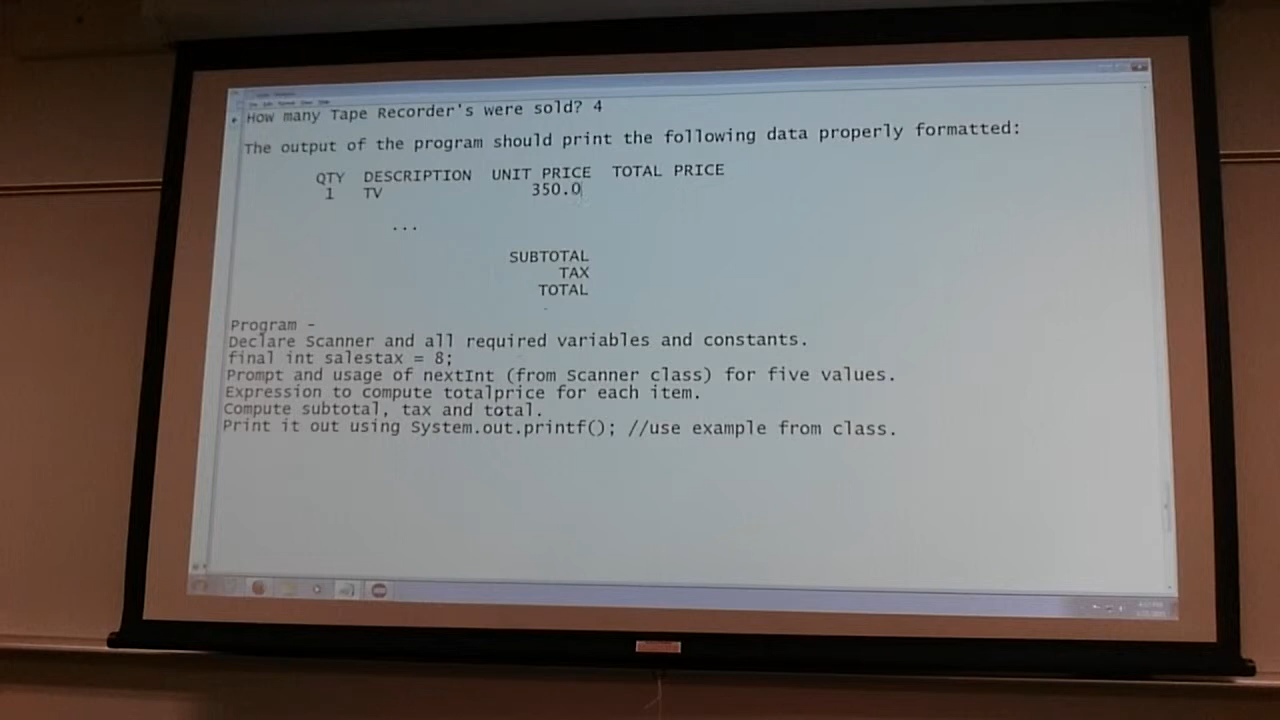 How many Tape Recorder's were sold? 4
The output of the program should print the following data properly formatted:
QTY DESCRIPTION UNIT PRICE TOTAL PRICE
1 TV 350.0
...
SUBTOTAL
TAX
TOTAL
Program -
Declare Scanner and all required variables and constants.
final int salestax = 8;
Prompt and usage of nextInt (from Scanner class) for five values.
Expression to compute totalprice for each item.
Compute subtotal, tax and total.
Print it out using System.out.printf(); //use example from class.